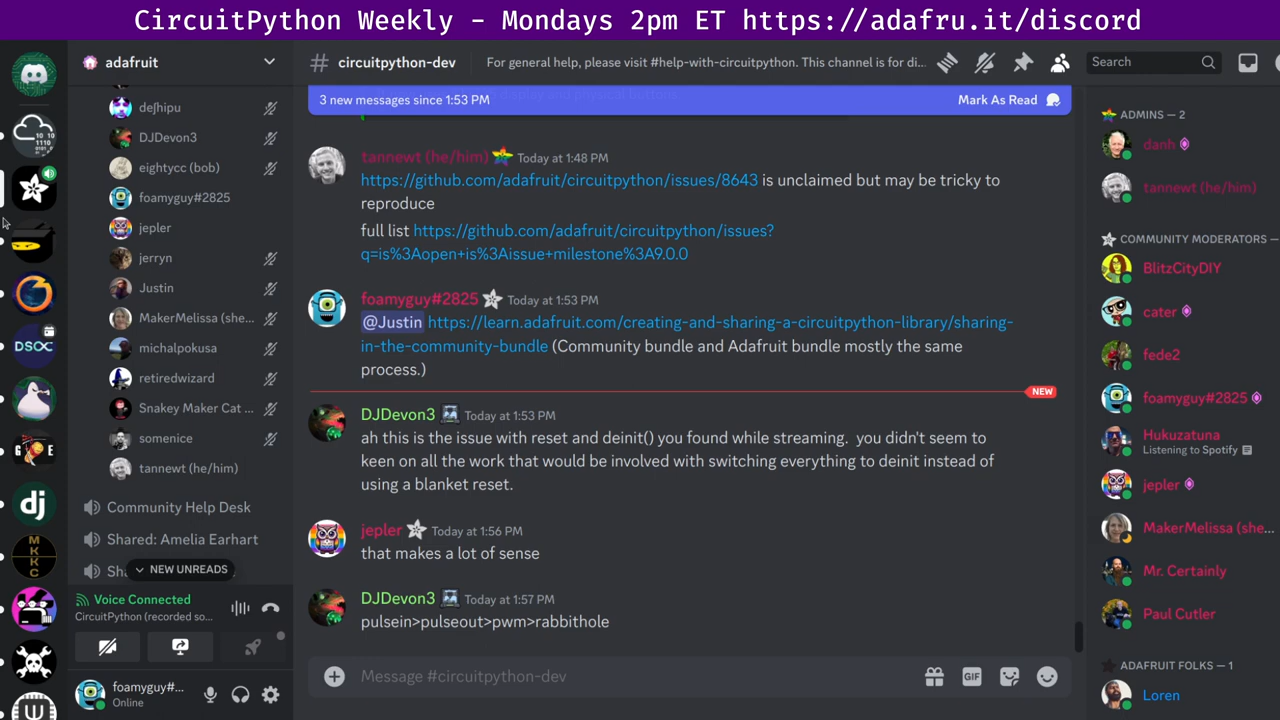 CircuitPython Weekly - Mondays 2pm ET https://adafru.it/discord
adafruit
deʃhipu
DJDevon3
eightycc (bob)
foamyguy#2825
jepler
jerryn
Justin
MakerMelissa (she...
michalpokusa
retiredwizard
Snakey Maker Cat ...
somenice
tannewt (he/him)
Community Help Desk
Shared: Amelia Earhart
NEW UNREADS
Voice Connected
CircuitPython (recorded so...
foamyguy#...
Online
# circuitpython-dev
For general help, please visit #help-with-circuitpython. This channel is for di...
Search
3 new messages since 1:53 PM
Mark As Read
tannewt (he/him) Today at 1:48 PM
https://github.com/adafruit/circuitpython/issues/8643 is unclaimed but may be tricky to
reproduce
full list https://github.com/adafruit/circuitpython/issues?
q=is%3Aopen+is%3Aissue+milestone%3A9.0.0
foamyguy#2825 Today at 1:53 PM
@Justin https://learn.adafruit.com/creating-and-sharing-a-circuitpython-library/sharing-
in-the-community-bundle (Community bundle and Adafruit bundle mostly the same
process.)
NEW
DJDevon3 Today at 1:53 PM
ah this is the issue with reset and deinit() you found while streaming. you didn't seem to
keen on all the work that would be involved with switching everything to deinit instead of
using a blanket reset.
jepler Today at 1:56 PM
that makes a lot of sense
DJDevon3 Today at 1:57 PM
pulsein>pulseout>pwm>rabbithole
Message #circuitpython-dev
GIF
ADMINS — 2
danh
tannewt (he/him)
COMMUNITY MODERATORS —
BlitzCityDIY
cater
fede2
foamyguy#2825
Hukuzatuna
Listening to Spotify
jepler
MakerMelissa (she...
Mr. Certainly
Paul Cutler
ADAFRUIT FOLKS — 1
Loren
DSOC
dj
MK
KC